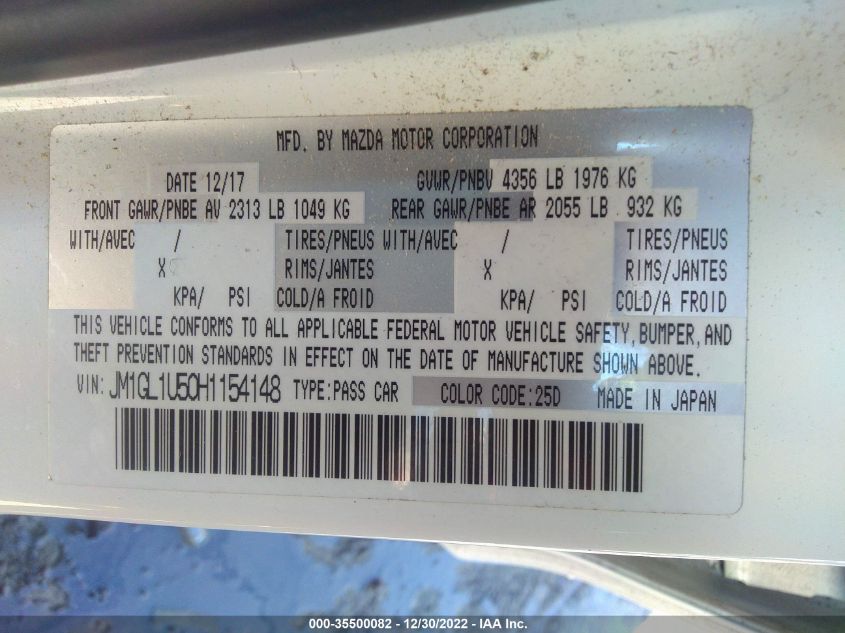 MFD. BY MAZDA MOTOR CORPORATION
DATE 12/17 GVWR/PNBV 4356 LB 1976 KG
FRONT GAWR/PNBE AV 2313 LB 1049 KG REAR GAWR/PNBE AR 2055 LB 932 KG
WITH/AVEC / TIRES/PNEUS WITH/AVEC / TIRES/PNEUS
X RIMS/JANTES X RIMS/JANTES
KPA/ PSI COLD/A FROID KPA/ PSI COLD/A FROID
THIS VEHICLE CONFORMS TO ALL APPLICABLE FEDERAL MOTOR VEHICLE SAFETY, BUMPER, AND
THEFT PREVENTION STANDARDS IN EFFECT ON THE DATE OF MANUFACTURE SHOWN ABOVE.
VIN: JM1GL1U50H1154148 TYPE:PASS CAR COLOR CODE:25D MADE IN JAPAN
000-35500082 - 12/30/2022 - IAA Inc.